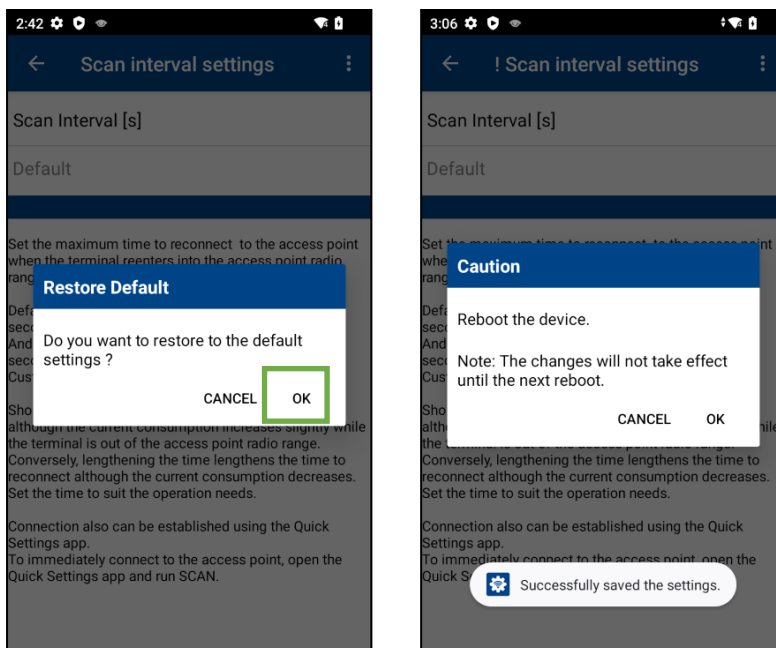 2:42
Scan interval settings
Scan Interval [s]
Default
Set the maximum time to reconnect to the access point
when the terminal reenters into the access point radio
rang
Restore Default
Defa
seco
Do you want to restore to the default
And
settings ?
seco
Cus
CANCEL OK
Sho
although the current consumption increases slightly while
the terminal is out of the access point radio range.
Conversely, lengthening the time lengthens the time to
reconnect although the current consumption decreases.
Set the time to suit the operation needs.
Connection also can be established using the Quick
Settings app.
To immediately connect to the access point, open the
Quick Settings app and run SCAN.
3:06
! Scan interval settings
Scan Interval [s]
Default
Set the maximum time to reconnect to the access point
whe
rang
Caution
Defa
seco
Reboot the device.
And
seco
Note: The changes will not take effect
Cus
until the next reboot.
Sho
CANCEL OK
alth
while
the terminal is out of the access point radio range.
Conversely, lengthening the time lengthens the time to
reconnect although the current consumption decreases.
Set the time to suit the operation needs.
Connection also can be established using the Quick
Settings app.
To immediately connect to the access point, open the
Quick S
Successfully saved the settings.